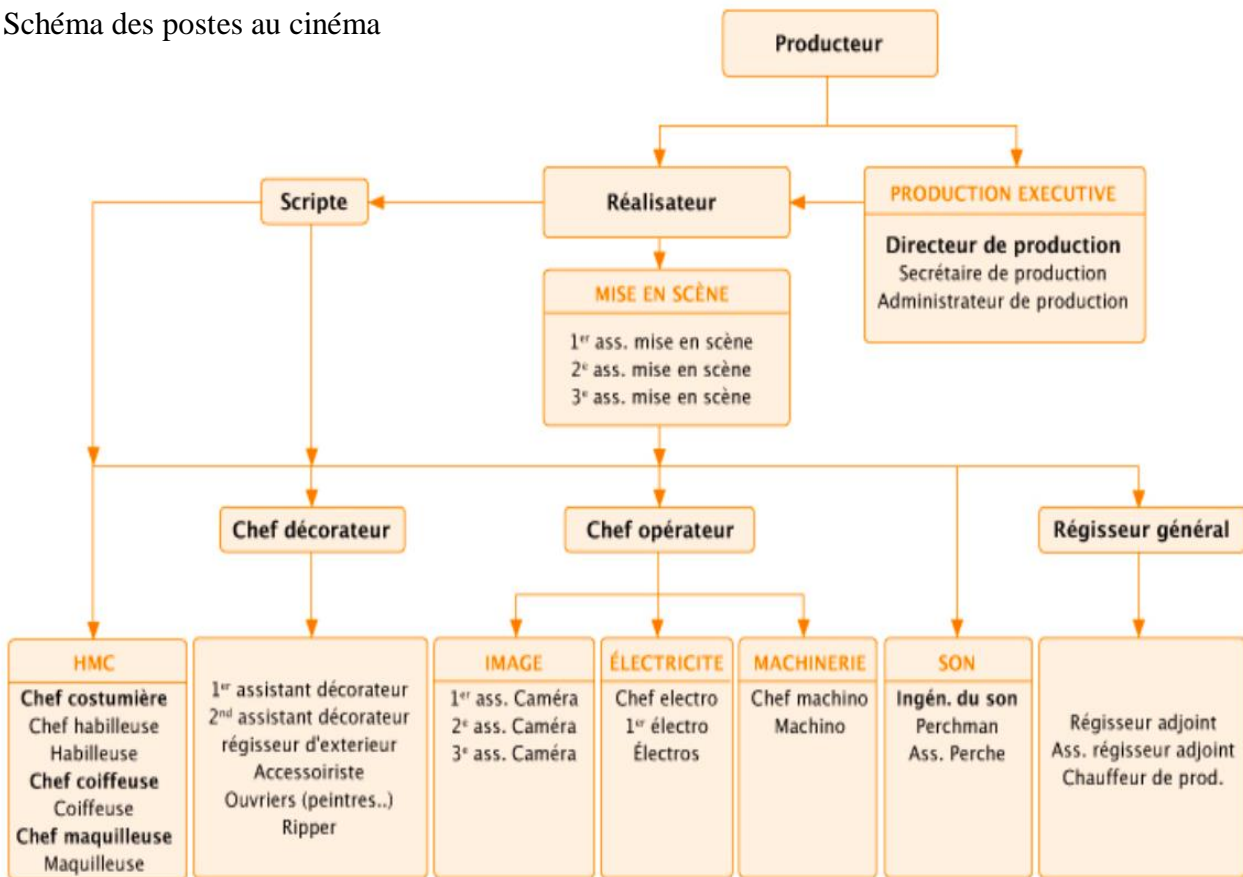 Schéma des postes au cinéma
Producteur
Scripte
Réalisateur
PRODUCTION EXECUTIVE
Directeur de production
Secrétaire de production
Administrateur de production
MISE EN SCÈNE
1er ass. mise en scène
2e ass. mise en scène
3e ass. mise en scène
Chef décorateur
Chef opérateur
Régisseur général
HMC
Chef costumière
Chef habilleuse
Habilleuse
Chef coiffeuse
Coiffeuse
Chef maquilleuse
Maquilleuse
1er assistant décorateur
2nd assistant décorateur
régisseur d'exterieur
Accessoiriste
Ouvriers (peintres..)
Ripper
IMAGE
1er ass. Caméra
2e ass. Caméra
3e ass. Caméra
ÉLECTRICITE
Chef electro
1er électro
Électros
MACHINERIE
Chef machino
Machino
SON
Ingén. du son
Perchman
Ass. Perche
Régisseur adjoint
Ass. régisseur adjoint
Chauffeur de prod.